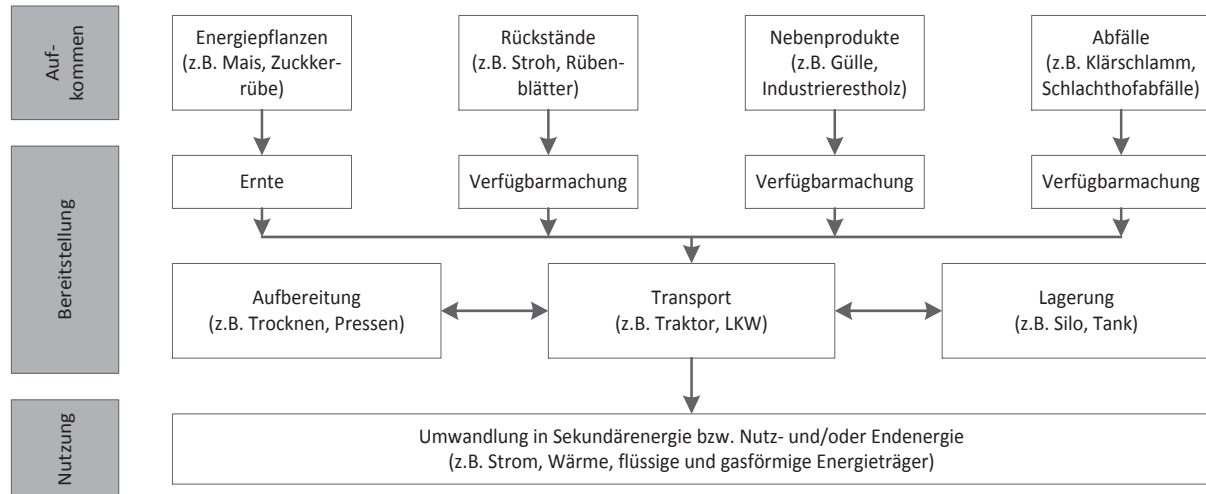 Auf-
kommen
Energiepflanzen
(z.B. Mais, Zuckker-
rübe)
Rückstände
(z.B. Stroh, Rüben-
blätter)
Nebenprodukte
(z.B. Gülle,
Industrierestholz)
Abfälle
(z.B. Klärschlamm,
Schlachthofabfälle)
Bereitstellung
Ernte
Verfügbarmachung
Verfügbarmachung
Verfügbarmachung
Aufbereitung
(z.B. Trocknen, Pressen)
Transport
(z.B. Traktor, LKW)
Lagerung
(z.B. Silo, Tank)
Nutzung
Umwandlung in Sekundärenergie bzw. Nutz- und/oder Endenergie
(z.B. Strom, Wärme, flüssige und gasförmige Energieträger)